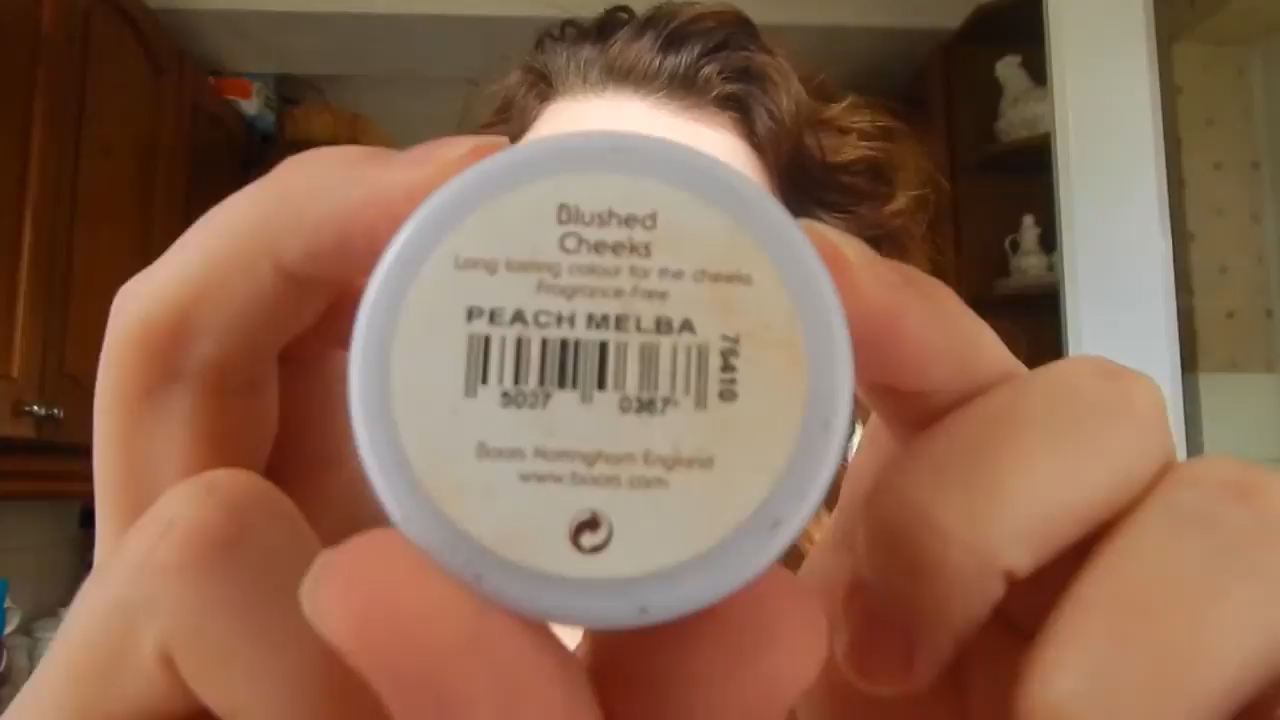 Blushed
Cheeks
Long lasting colour for the cheeks
Fragrance-Free
PEACH MELBA
75410
5037 0367
Boots Nottingham England
www.boots.com